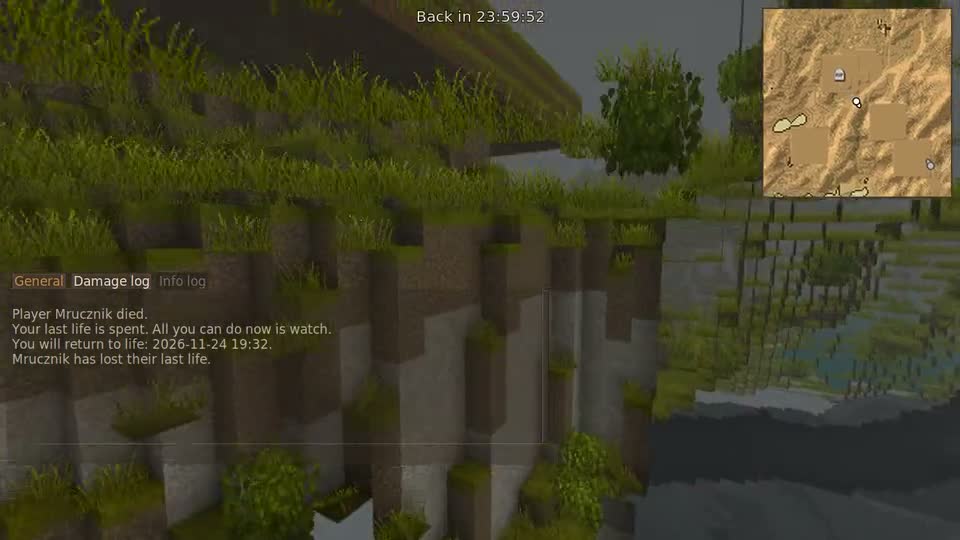 Back in 23:59:52
General Damage log Info log
Player Mrucznik died.
Your last life is spent. All you can do now is watch.
You will return to life: 2026-11-24 19:32.
Mrucznik has lost their last life.